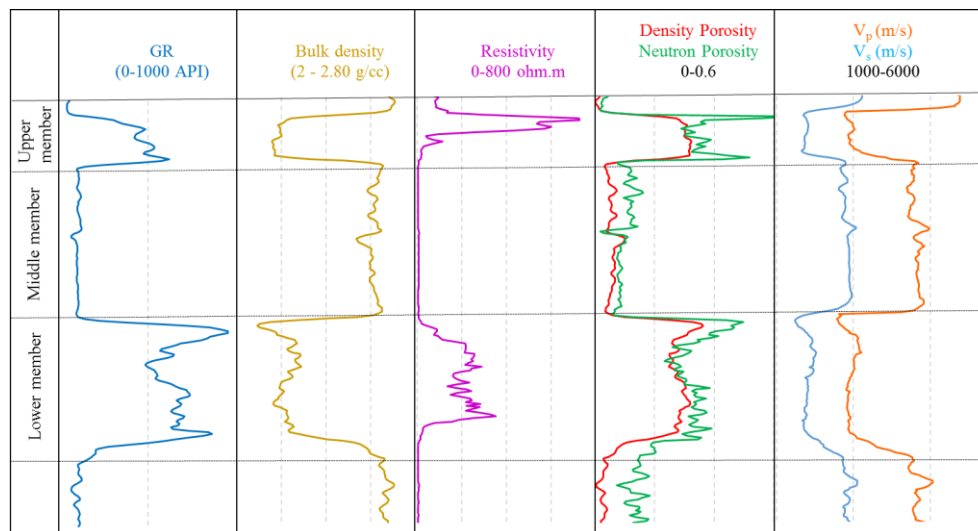 GR
(0-1000 API)
Bulk density
(2 - 2.80 g/cc)
Resistivity
0-800 ohm.m
Density Porosity
Neutron Porosity
0-0.6
Vp (m/s)
Vs (m/s)
1000-6000
Upper
member
Middle member
Lower member